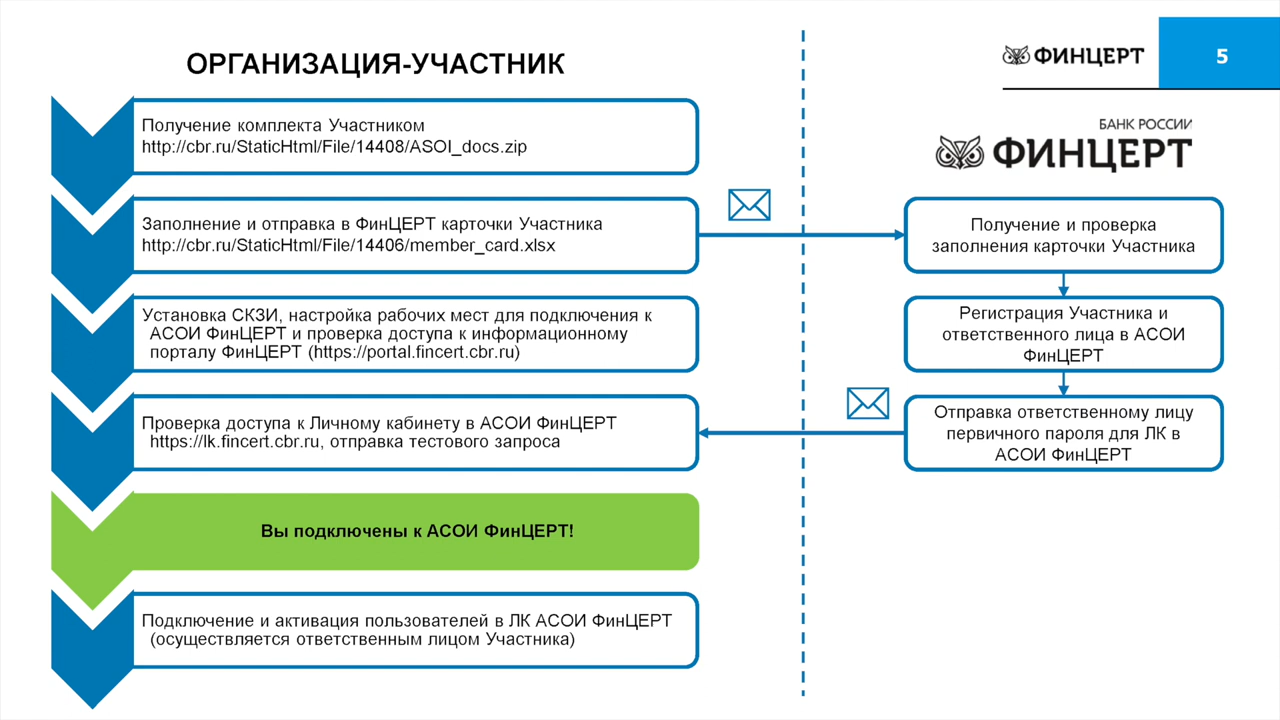 ОРГАНИЗАЦИЯ-УЧАСТНИК
ФИНЦЕРТ
5
БАНК РОССИИ
ФИНЦЕРТ
Получение комплекта Участником
http://cbr.ru/StaticHtml/File/14408/ASOI_docs.zip
Заполнение и отправка в ФинЦЕРТ карточки Участника
http://cbr.ru/StaticHtml/File/14406/member_card.xlsx
Получение и проверка
заполнения карточки Участника
Установка СКЗИ, настройка рабочих мест для подключения к
АСОИ ФинЦЕРТ и проверка доступа к информационному
порталу ФинЦЕРТ (https://portal.fincert.cbr.ru)
Регистрация Участника и
ответственного лица в АСОИ
ФинЦЕРТ
Проверка доступа к Личному кабинету в АСОИ ФинЦЕРТ
https://lk.fincert.cbr.ru, отправка тестового запроса
Отправка ответственному лицу
первичного пароля для ЛК в
АСОИ ФинЦЕРТ
Вы подключены к АСОИ ФинЦЕРТ!
Подключение и активация пользователей в ЛК АСОИ ФинЦЕРТ
(осуществляется ответственным лицом Участника)